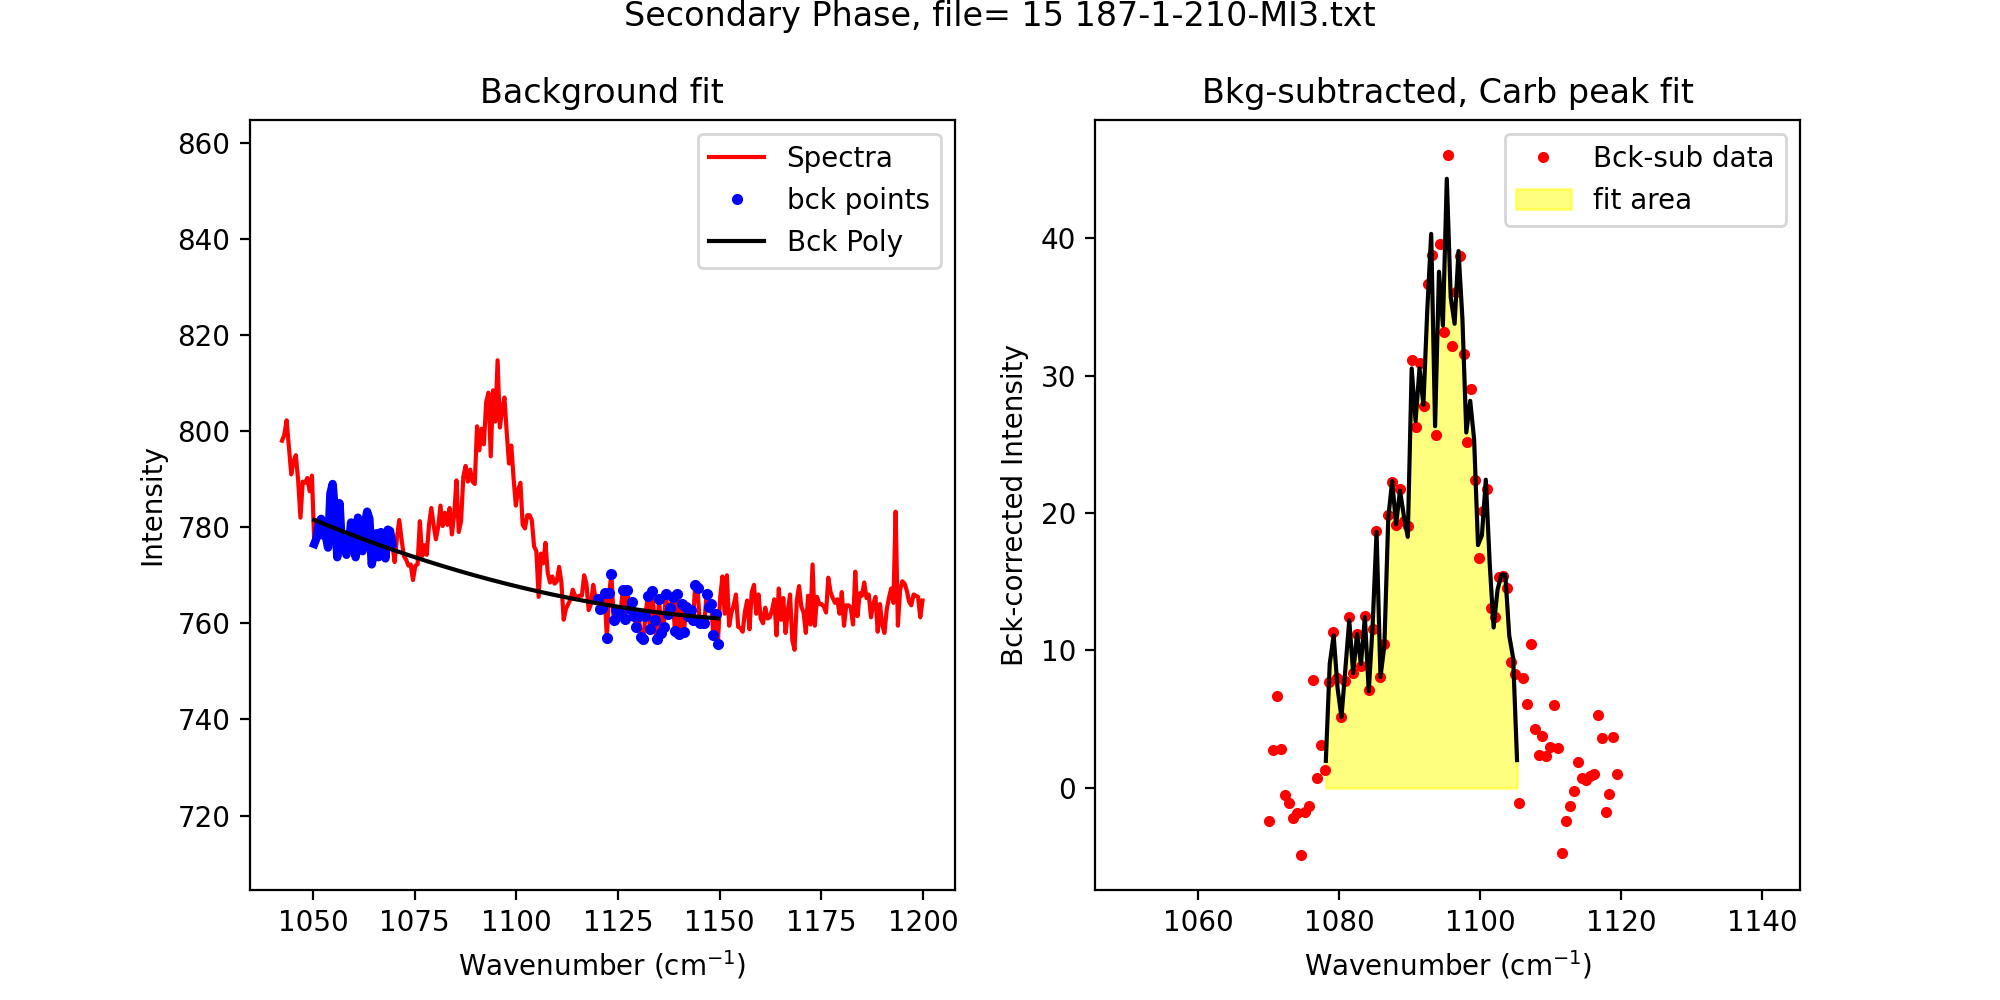 Secondary Phase, file= 15 187-1-210-MI3.txt
Background fit
860
840
820
800
780
760
740
720
Intensity
Spectra
bck points
Bck Poly
1050 1075 1100 1125 1150 1175 1200
Wavenumber (cm⁻¹)
Bkg-subtracted, Carb peak fit
40
30
20
10
0
Bck-corrected Intensity
Bck-sub data
fit area
1060 1080 1100 1120 1140
Wavenumber (cm⁻¹)